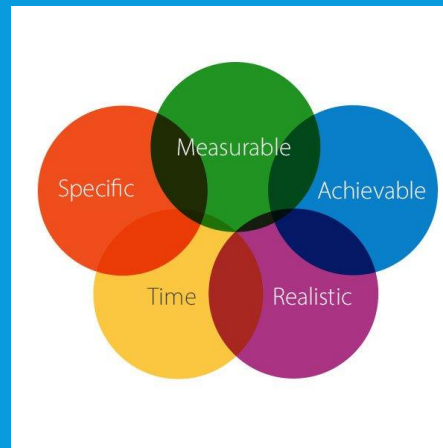 Measurable
Specific
Achievable
Time
Realistic